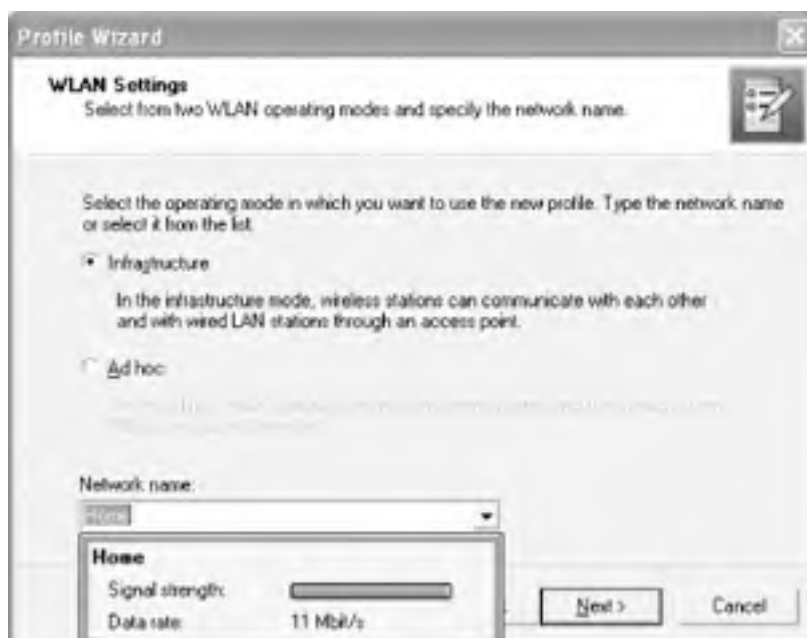 Profile Wizard
WLAN Settings
Select from two WLAN operating modes and specify the network name.
Select the operating mode in which you want to use the new profile. Type the network name
or select it from the list.
Infrastructure
In the infrastructure mode, wireless stations can communicate with each other
and with wired LAN stations through an access point.
Ad hoc
Network name:
Home
Home
Signal strength:
Data rate: 11 Mbit/s
Next >
Cancel